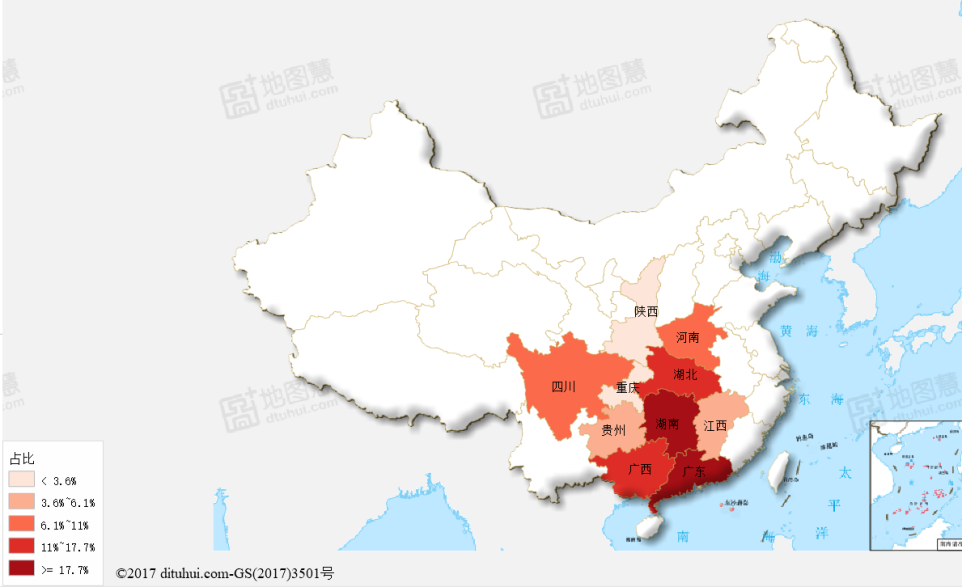 地图慧
dituhui.com
地图慧
dituhui.com
地图慧
dituhui.com
渤
海
陕西
河南
黄 海
湖北
四川
重庆
东 海
湖南
贵州
江西
广西
广东
太
平
洋
南
海
地图慧
dituhui.com
占比
< 3.6%
3.6%~6.1%
6.1%~11%
11%~17.7%
>= 17.7%
©2017 dituhui.com-GS(2017)3501号